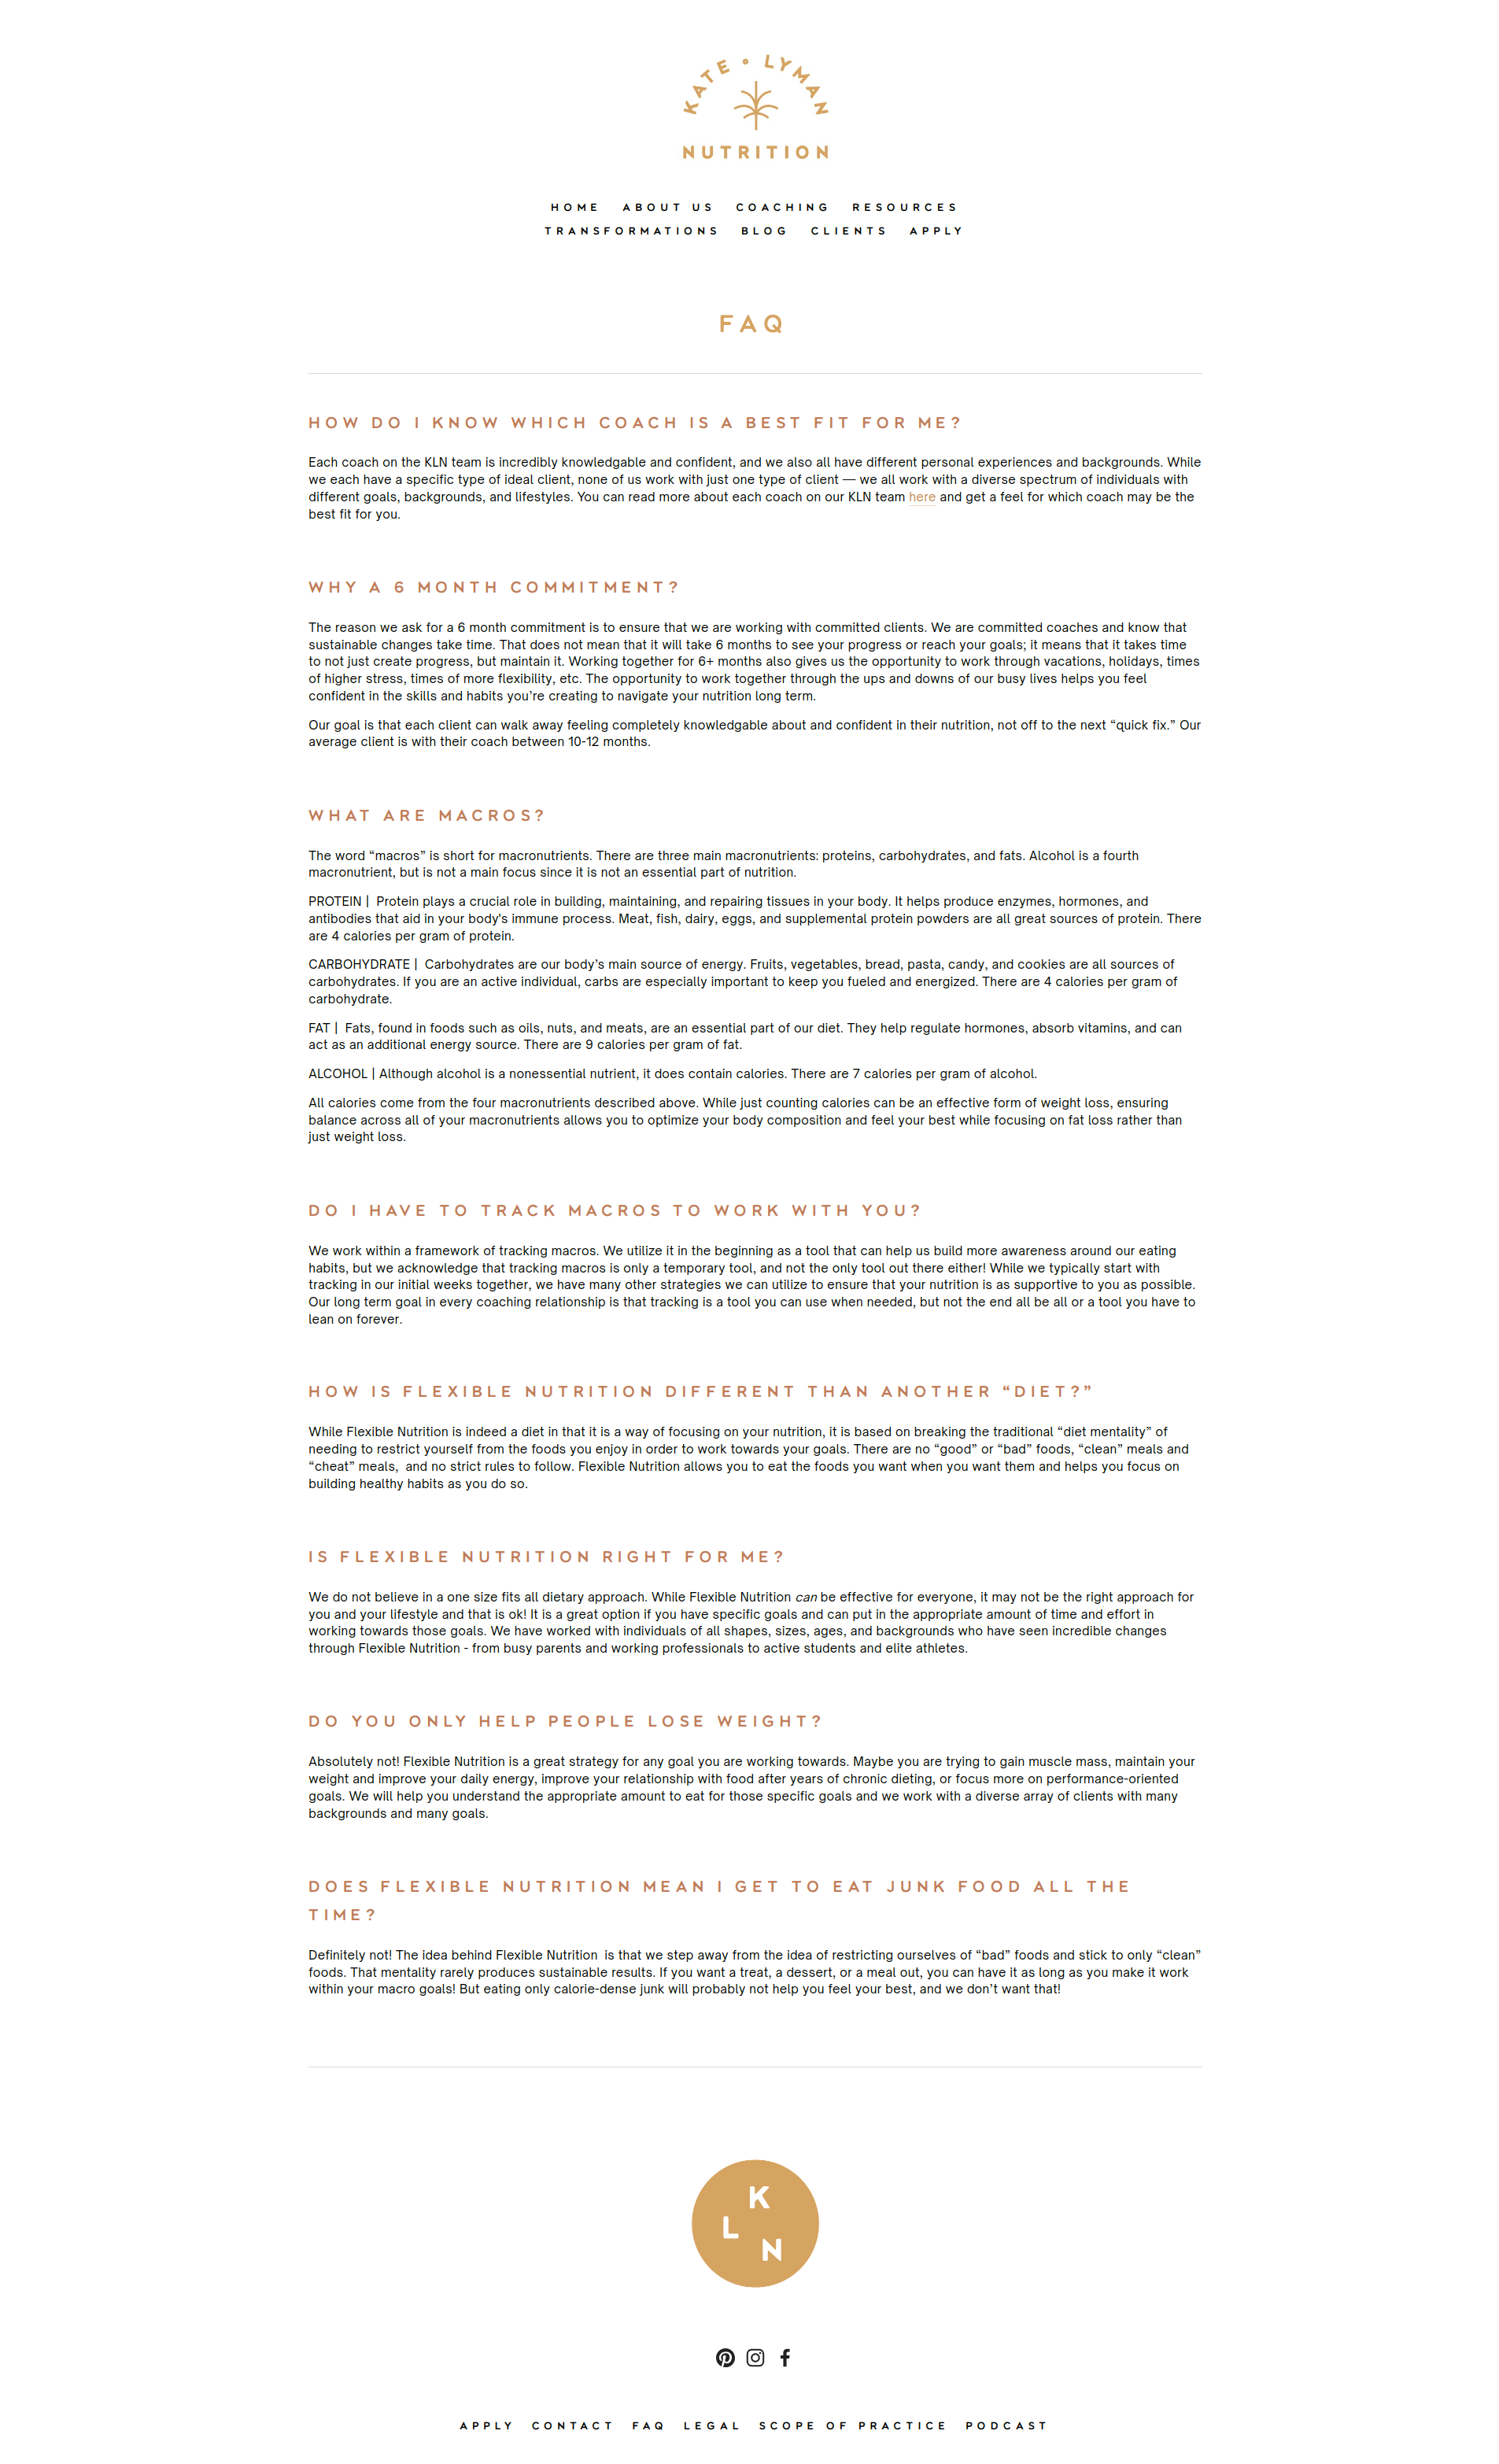 KATE • LYMAN
NUTRITION
HOME ABOUT US COACHING RESOURCES
TRANSFORMATIONS BLOG CLIENTS APPLY
FAQ
HOW DO I KNOW WHICH COACH IS A BEST FIT FOR ME?
Each coach on the KLN team is incredibly knowledgable and confident, and we also all have different personal experiences and backgrounds. While
we each have a specific type of ideal client, none of us work with just one type of client — we all work with a diverse spectrum of individuals with
different goals, backgrounds, and lifestyles. You can read more about each coach on our KLN team here and get a feel for which coach may be the
best fit for you.
WHY A 6 MONTH COMMITMENT?
The reason we ask for a 6 month commitment is to ensure that we are working with committed clients. We are committed coaches and know that
sustainable changes take time. That does not mean that it will take 6 months to see your progress or reach your goals; it means that it takes time
to not just create progress, but maintain it. Working together for 6+ months also gives us the opportunity to work through vacations, holidays, times
of higher stress, times of more flexibility, etc. The opportunity to work together through the ups and downs of our busy lives helps you feel
confident in the skills and habits you’re creating to navigate your nutrition long term.
Our goal is that each client can walk away feeling completely knowledgable about and confident in their nutrition, not off to the next “quick fix.” Our
average client is with their coach between 10-12 months.
WHAT ARE MACROS?
The word “macros” is short for macronutrients. There are three main macronutrients: proteins, carbohydrates, and fats. Alcohol is a fourth
macronutrient, but is not a main focus since it is not an essential part of nutrition.
PROTEIN | Protein plays a crucial role in building, maintaining, and repairing tissues in your body. It helps produce enzymes, hormones, and
antibodies that aid in your body's immune process. Meat, fish, dairy, eggs, and supplemental protein powders are all great sources of protein. There
are 4 calories per gram of protein.
CARBOHYDRATE | Carbohydrates are our body’s main source of energy. Fruits, vegetables, bread, pasta, candy, and cookies are all sources of
carbohydrates. If you are an active individual, carbs are especially important to keep you fueled and energized. There are 4 calories per gram of
carbohydrate.
FAT | Fats, found in foods such as oils, nuts, and meats, are an essential part of our diet. They help regulate hormones, absorb vitamins, and can
act as an additional energy source. There are 9 calories per gram of fat.
ALCOHOL | Although alcohol is a nonessential nutrient, it does contain calories. There are 7 calories per gram of alcohol.
All calories come from the four macronutrients described above. While just counting calories can be an effective form of weight loss, ensuring
balance across all of your macronutrients allows you to optimize your body composition and feel your best while focusing on fat loss rather than
just weight loss.
DO I HAVE TO TRACK MACROS TO WORK WITH YOU?
We work within a framework of tracking macros. We utilize it in the beginning as a tool that can help us build more awareness around our eating
habits, but we acknowledge that tracking macros is only a temporary tool, and not the only tool out there either! While we typically start with
tracking in our initial weeks together, we have many other strategies we can utilize to ensure that your nutrition is as supportive to you as possible.
Our long term goal in every coaching relationship is that tracking is a tool you can use when needed, but not the end all be all or a tool you have to
lean on forever.
HOW IS FLEXIBLE NUTRITION DIFFERENT THAN ANOTHER “DIET?”
While Flexible Nutrition is indeed a diet in that it is a way of focusing on your nutrition, it is based on breaking the traditional “diet mentality” of
needing to restrict yourself from the foods you enjoy in order to work towards your goals. There are no “good” or “bad” foods, “clean” meals and
“cheat” meals, and no strict rules to follow. Flexible Nutrition allows you to eat the foods you want when you want them and helps you focus on
building healthy habits as you do so.
IS FLEXIBLE NUTRITION RIGHT FOR ME?
We do not believe in a one size fits all dietary approach. While Flexible Nutrition can be effective for everyone, it may not be the right approach for
you and your lifestyle and that is ok! It is a great option if you have specific goals and can put in the appropriate amount of time and effort in
working towards those goals. We have worked with individuals of all shapes, sizes, ages, and backgrounds who have seen incredible changes
through Flexible Nutrition - from busy parents and working professionals to active students and elite athletes.
DO YOU ONLY HELP PEOPLE LOSE WEIGHT?
Absolutely not! Flexible Nutrition is a great strategy for any goal you are working towards. Maybe you are trying to gain muscle mass, maintain your
weight and improve your daily energy, improve your relationship with food after years of chronic dieting, or focus more on performance-oriented
goals. We will help you understand the appropriate amount to eat for those specific goals and we work with a diverse array of clients with many
backgrounds and many goals.
DOES FLEXIBLE NUTRITION MEAN I GET TO EAT JUNK FOOD ALL THE
TIME?
Definitely not! The idea behind Flexible Nutrition is that we step away from the idea of restricting ourselves of “bad” foods and stick to only “clean”
foods. That mentality rarely produces sustainable results. If you want a treat, a dessert, or a meal out, you can have it as long as you make it work
within your macro goals! But eating only calorie-dense junk will probably not help you feel your best, and we don’t want that!
K
L
N
APPLY CONTACT FAQ LEGAL SCOPE OF PRACTICE PODCAST